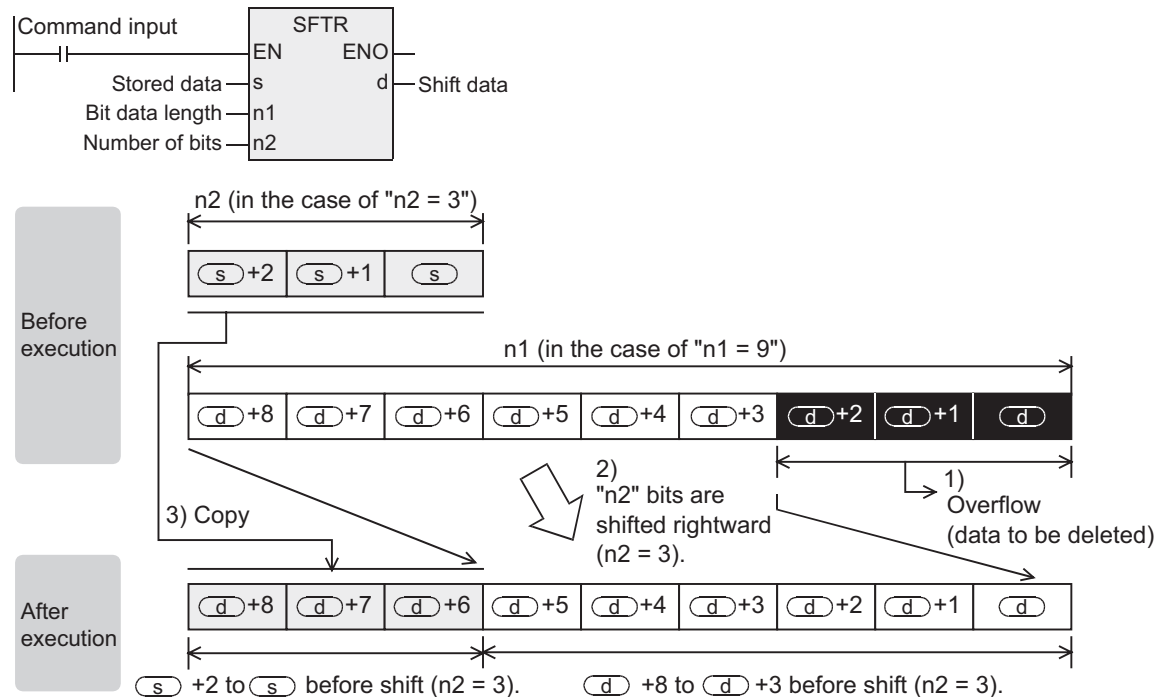 Command input
SFTR
EN ENO
Stored data s d Shift data
Bit data length n1
Number of bits n2
n2 (in the case of "n2 = 3")
s +2 s +1 s
Before
execution
n1 (in the case of "n1 = 9")
d +8 d +7 d +6 d +5 d +4 d +3 d +2 d +1 d
2)
"n2" bits are
shifted rightward
(n2 = 3).
1)
Overflow
(data to be deleted)
3) Copy
After
execution
d +8 d +7 d +6 d +5 d +4 d +3 d +2 d +1 d
s +2 to s before shift (n2 = 3).
d +8 to d +3 before shift (n2 = 3).